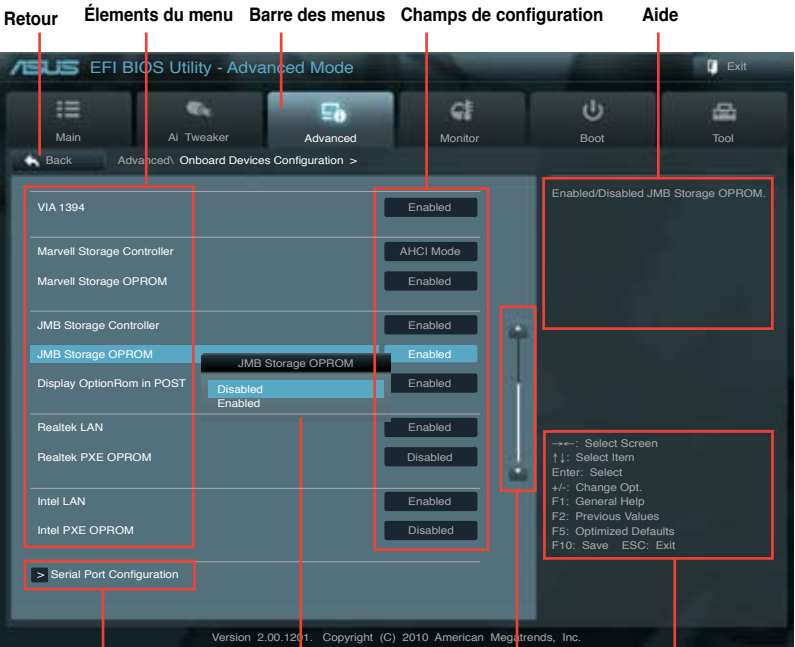 Retour Élements du menu Barre des menus Champs de configuration Aide
ASUS EFI BIOS Utility - Advanced Mode Exit
Main Ai Tweaker Advanced Monitor Boot Tool
Back Advanced\ Onboard Devices Configuration >
VIA 1394 Enabled
Marvell Storage Controller AHCI Mode
Marvell Storage OPROM Enabled
JMB Storage Controller Enabled
JMB Storage OPROM Enabled
JMB Storage OPROM
Disabled
Enabled
Display OptionRom in POST Enabled
Realtek LAN Enabled
Realtek PXE OPROM Disabled
Intel LAN Enabled
Intel PXE OPROM Disabled
> Serial Port Configuration
Enabled/Disabled JMB Storage OPROM.
→←: Select Screen
↑↓: Select Item
Enter: Select
+/-: Change Opt.
F1: General Help
F2: Previous Values
F5: Optimized Defaults
F10: Save ESC: Exit
Version 2.00.1201. Copyright (C) 2010 American Megatrends, Inc.